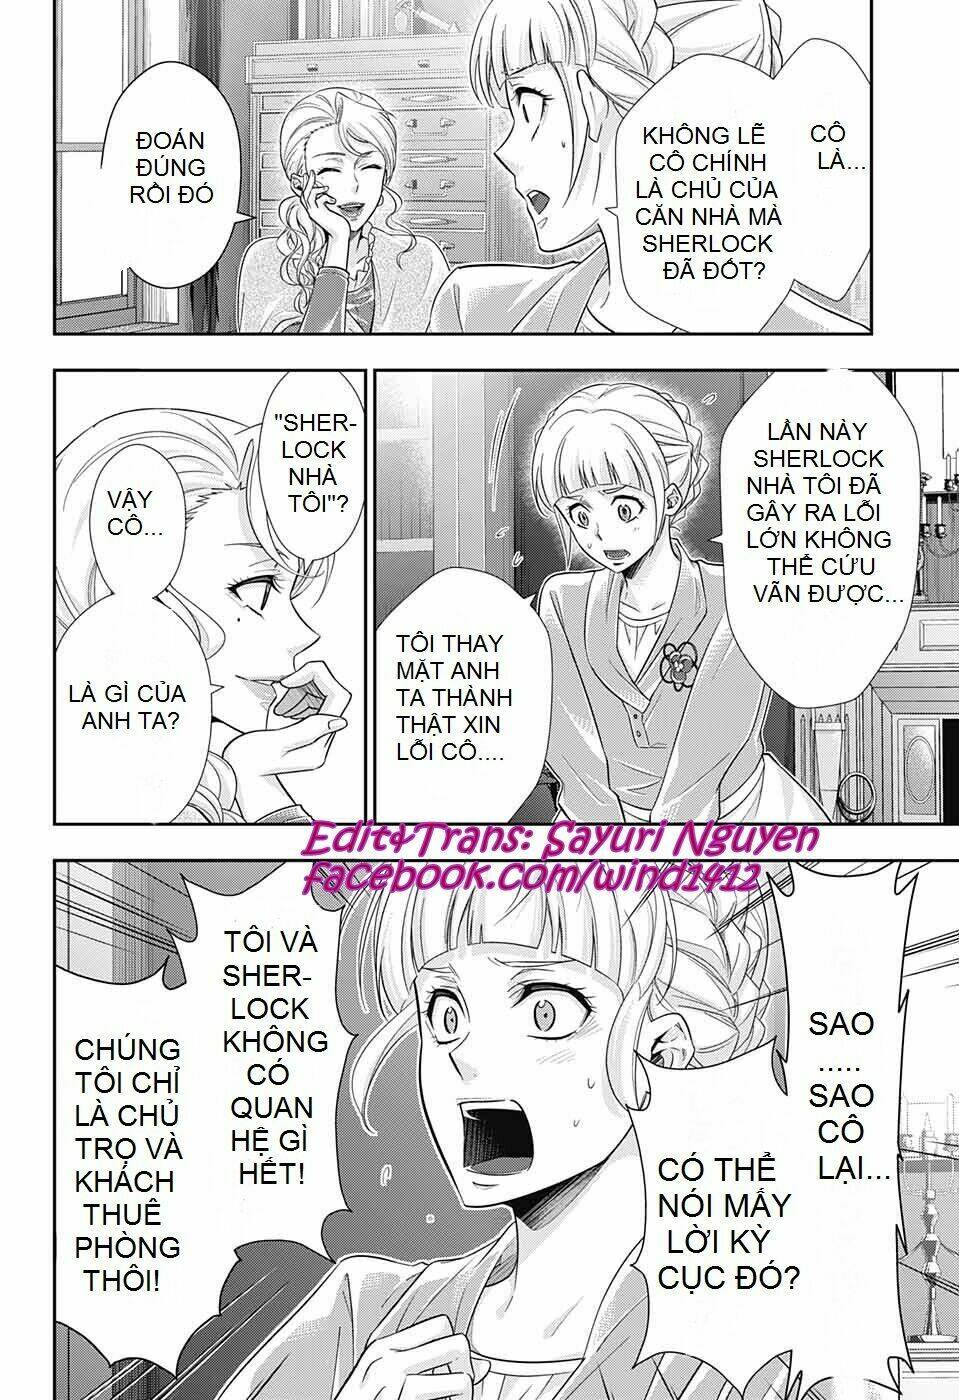 CÔ
LÀ...
KHÔNG LẼ
CÔ CHÍNH
LÀ CHỦ CỦA
CĂN NHÀ MÀ
SHERLOCK
ĐÃ ĐỐT?
ĐOÁN
ĐÚNG
RỒI ĐÓ
LẦN NÀY
SHERLOCK
NHÀ TÔI ĐÃ
GÂY RA LỖI
LỚN KHÔNG
THỂ CỨU
VÃN ĐƯỢC...
TÔI THAY
MẶT ANH
TA THÀNH
THẬT XIN
LỖI CÔ....
"SHER-
LOCK
NHÀ
TÔI"?
VẬY
CÔ...
LÀ GÌ CỦA
ANH TA?
Edit&Trans: Sayuri Nguyen
facebook.com/wind1412
SAO
.....
SAO
CÔ
LẠI...
CÓ THỂ
NÓI MẤY
LỜI KỲ
CỤC ĐÓ?
TÔI VÀ
SHER-
LOCK
KHÔNG
CÓ
QUAN
HỆ GÌ
HẾT!
CHÚNG
TÔI CHỈ
LÀ CHỦ
TRỌ VÀ
KHÁCH
THUÊ
PHÒNG
THÔI!